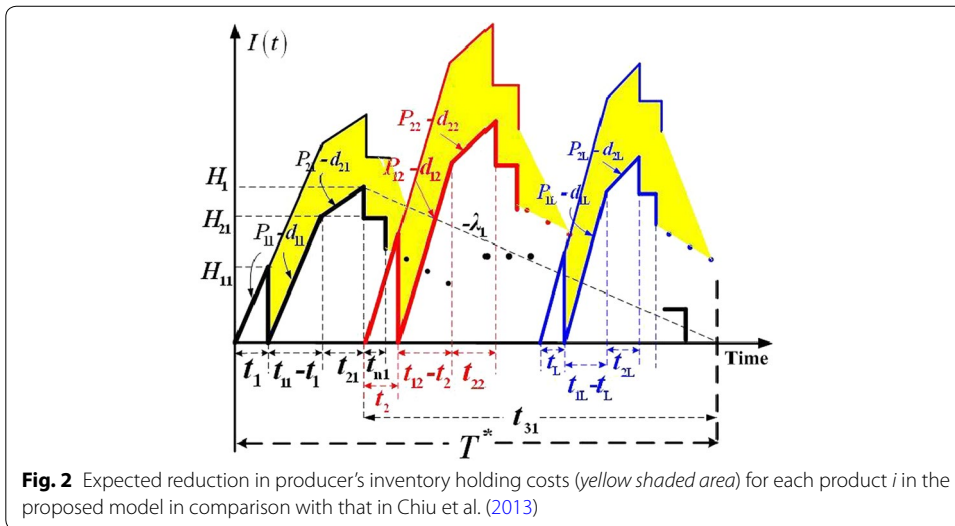 I(t)
P₂₂-d₂₂
P₂₁-d₂₁
P₁₂-d₁₂
P₂L-d₂L
H₁
P₁L-d₁L
H₂₁
P₁₁-d₁₁
-λ₁
H₁₁
Time
t₁ t₁₁-t₁ t₂₁ tₙ₁ t₁₂-t₂ t₂₂ tL t₂L
t₂ t₁L-tL
t₃₁
T*
Fig. 2 Expected reduction in producer's inventory holding costs (yellow shaded area) for each product i in the
proposed model in comparison with that in Chiu et al. (2013)